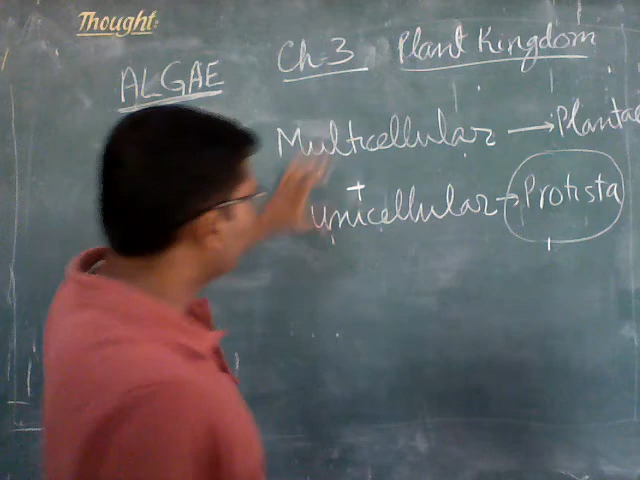 Thought:
Ch-3 Plant Kingdom
ALGAE
Multicellular → Plantae
+
Unicellular → Protista